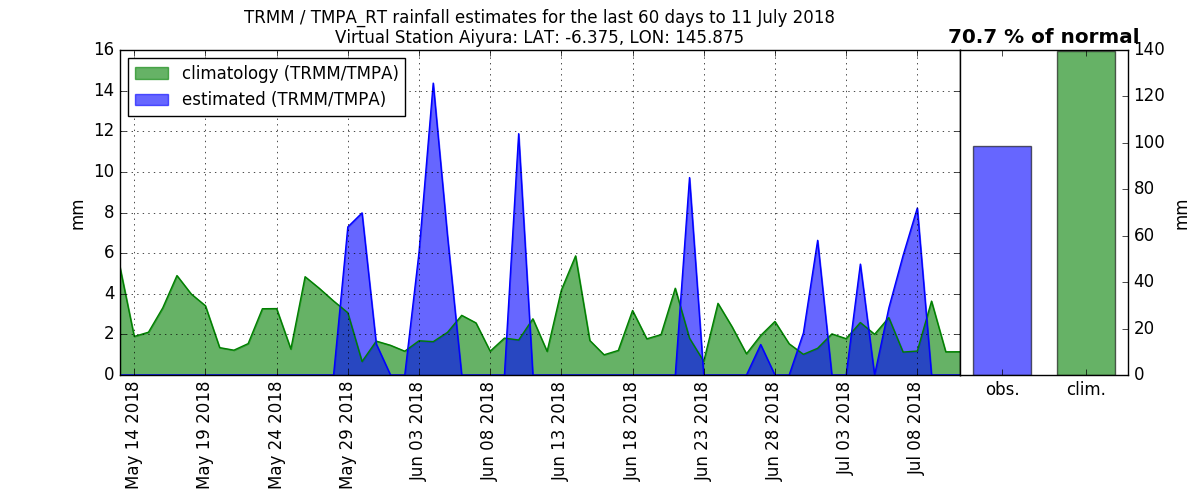 TRMM / TMPA_RT rainfall estimates for the last 60 days to 11 July 2018
Virtual Station Aiyura: LAT: -6.375, LON: 145.875
70.7 % of normal
climatology (TRMM/TMPA)
estimated (TRMM/TMPA)
16
14
12
10
8
6
4
2
0
mm
May 14 2018
May 19 2018
May 24 2018
May 29 2018
Jun 03 2018
Jun 08 2018
Jun 13 2018
Jun 18 2018
Jun 23 2018
Jun 28 2018
Jul 03 2018
Jul 08 2018
140
120
100
80
60
40
20
0
mm
obs.
clim.